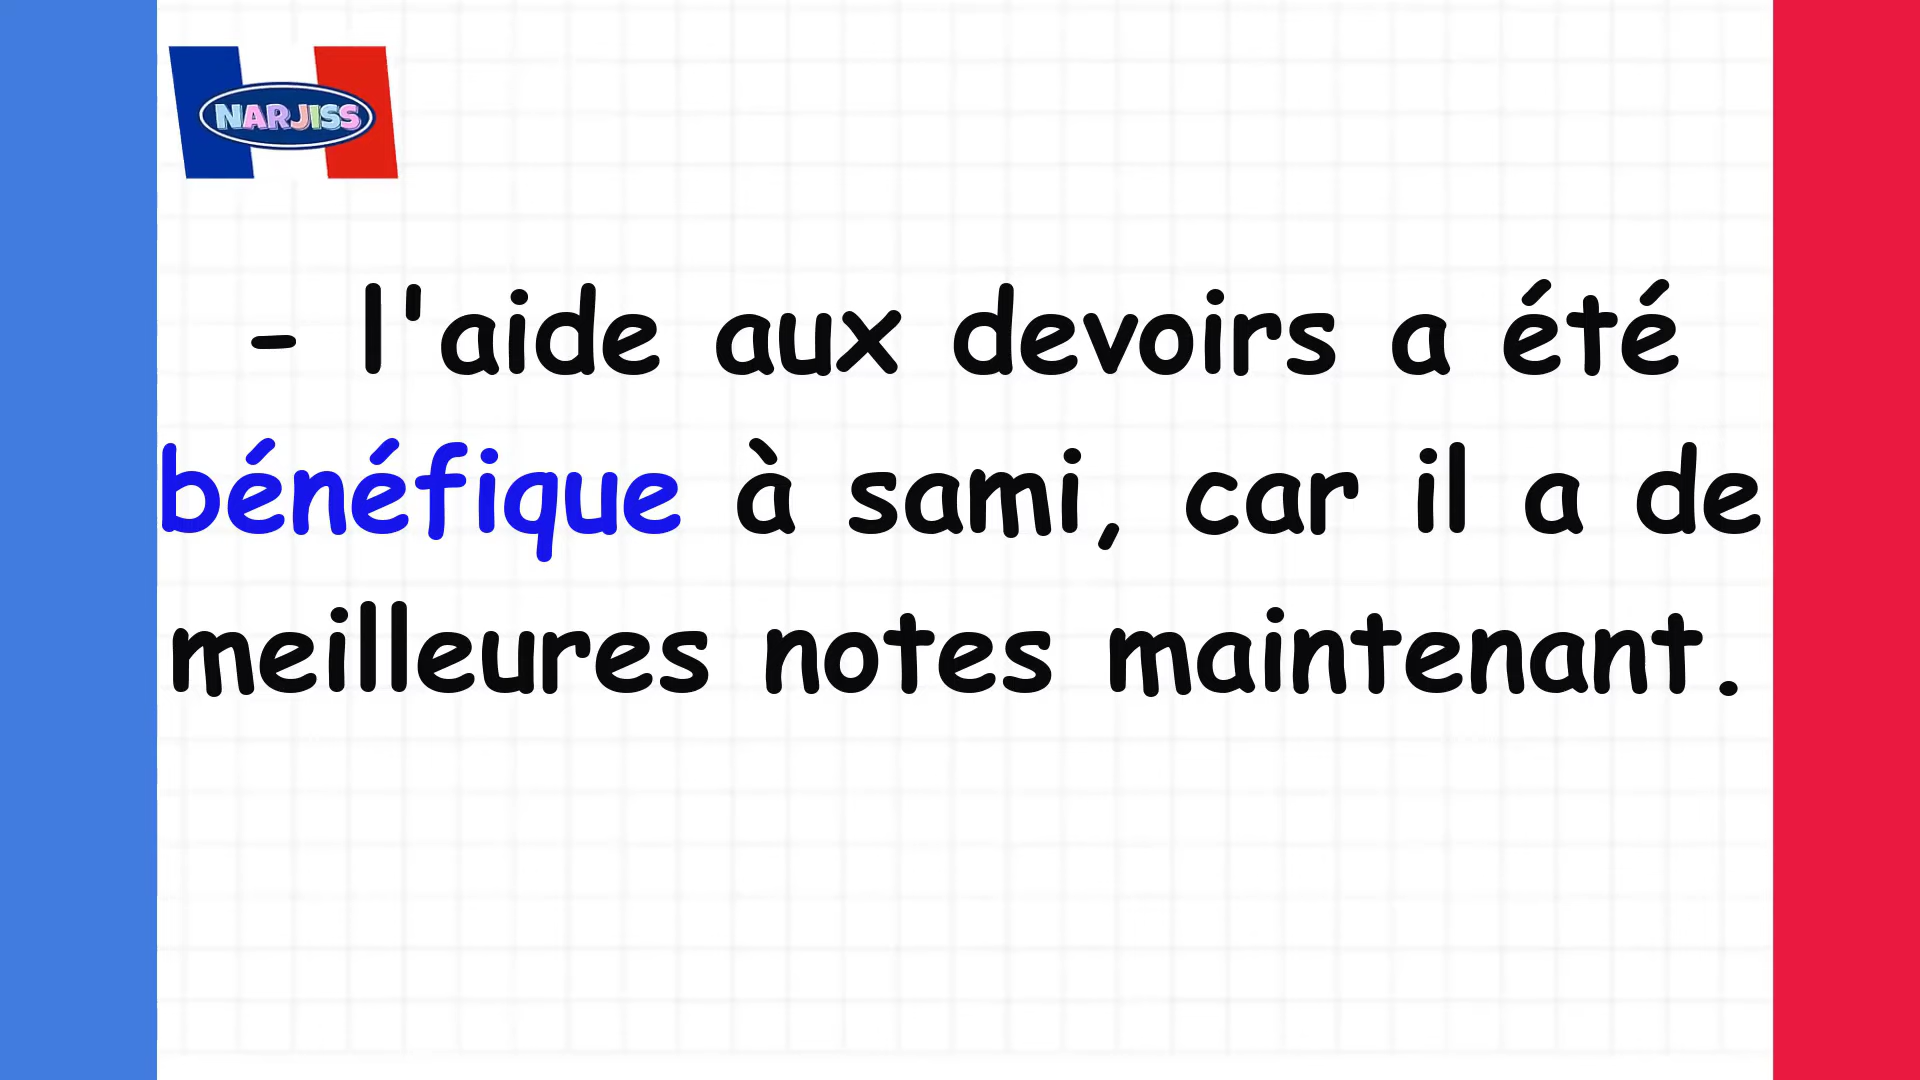 NARJISS
- l'aide aux devoirs a été
bénéfique à sami, car il a de
meilleures notes maintenant.